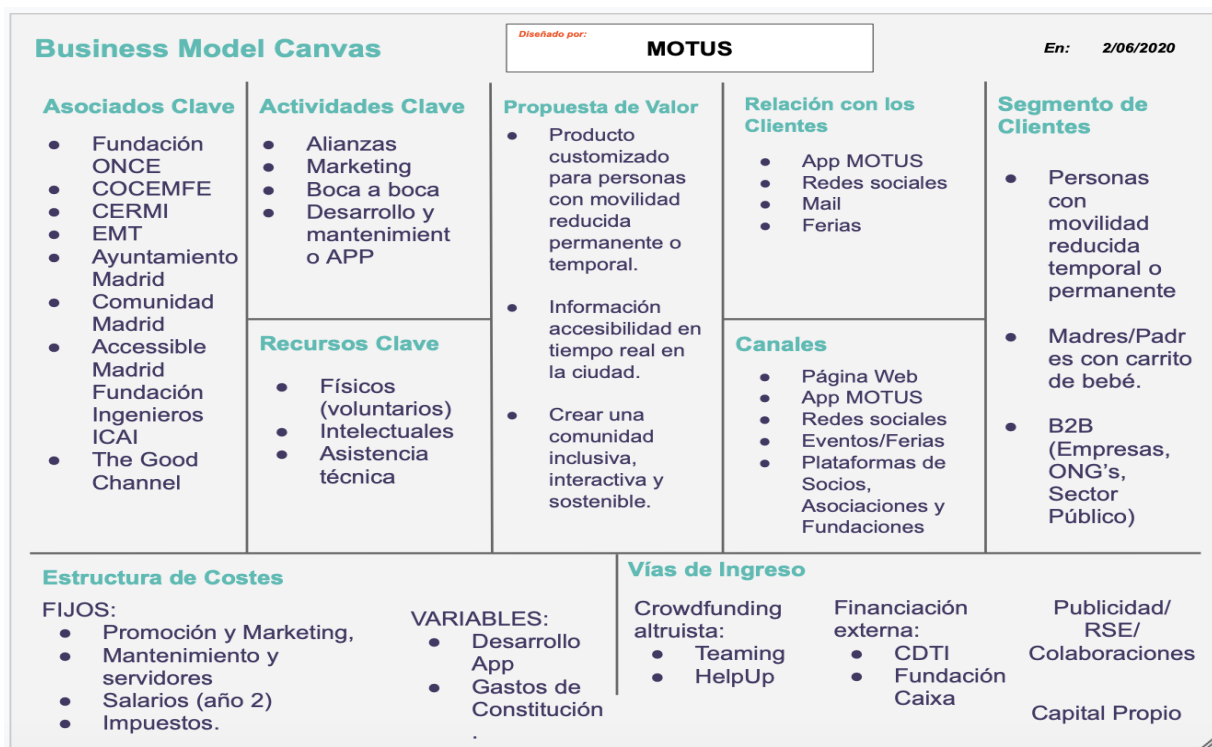 Business Model Canvas
Diseñado por:
MOTUS
En: 2/06/2020
Asociados Clave
● Fundación
ONCE
● COCEMFE
● CERMI
● EMT
● Ayuntamiento
Madrid
● Comunidad
Madrid
● Accessible
Madrid
Fundación
Ingenieros
ICAI
● The Good
Channel
Actividades Clave
● Alianzas
● Marketing
● Boca a boca
● Desarrollo y
mantenimient
o APP
Recursos Clave
● Físicos
(voluntarios)
● Intelectuales
● Asistencia
técnica
Propuesta de Valor
● Producto
customizado
para personas
con movilidad
reducida
permanente o
temporal.
● Información
accesibilidad en
tiempo real en
la ciudad.
● Crear una
comunidad
inclusiva,
interactiva y
sostenible.
Relación con los
Clientes
● App MOTUS
● Redes sociales
● Mail
● Ferias
Canales
● Página Web
● App MOTUS
● Redes sociales
● Eventos/Ferias
● Plataformas de
Socios,
Asociaciones y
Fundaciones
Segmento de
Clientes
● Personas
con
movilidad
reducida
temporal o
permanente
● Madres/Padr
es con carrito
de bebé.
● B2B
(Empresas,
ONG's,
Sector
Público)
Estructura de Costes
FIJOS:
● Promoción y Marketing,
● Mantenimiento y
servidores
● Salarios (año 2)
● Impuestos.
VARIABLES:
● Desarrollo
App
● Gastos de
Constitución
.
Vías de Ingreso
Crowdfunding
altruista:
● Teaming
● HelpUp
Financiación
externa:
● CDTI
● Fundación
Caixa
Publicidad/
RSE/
Colaboraciones
Capital Propio